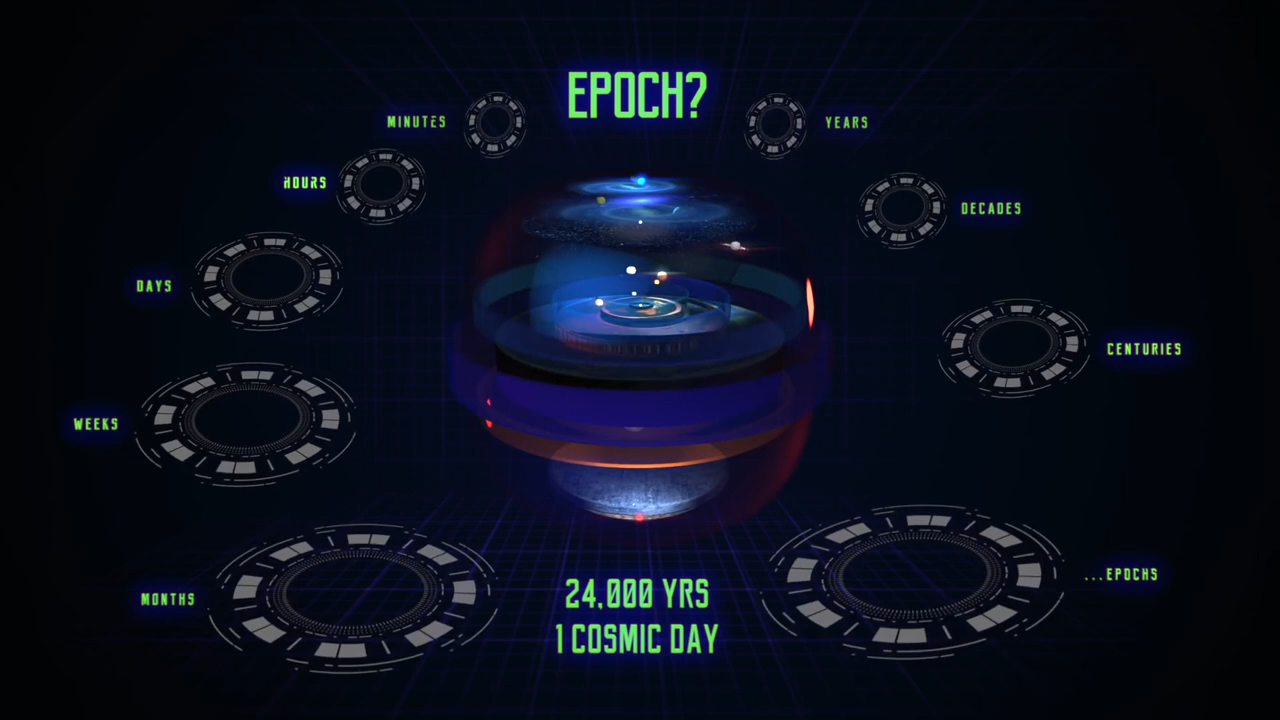 EPOCH?
MINUTES
YEARS
HOURS
DECADES
DAYS
CENTURIES
WEEKS
...EPOCHS
MONTHS
24,000 YRS
1 COSMIC DAY